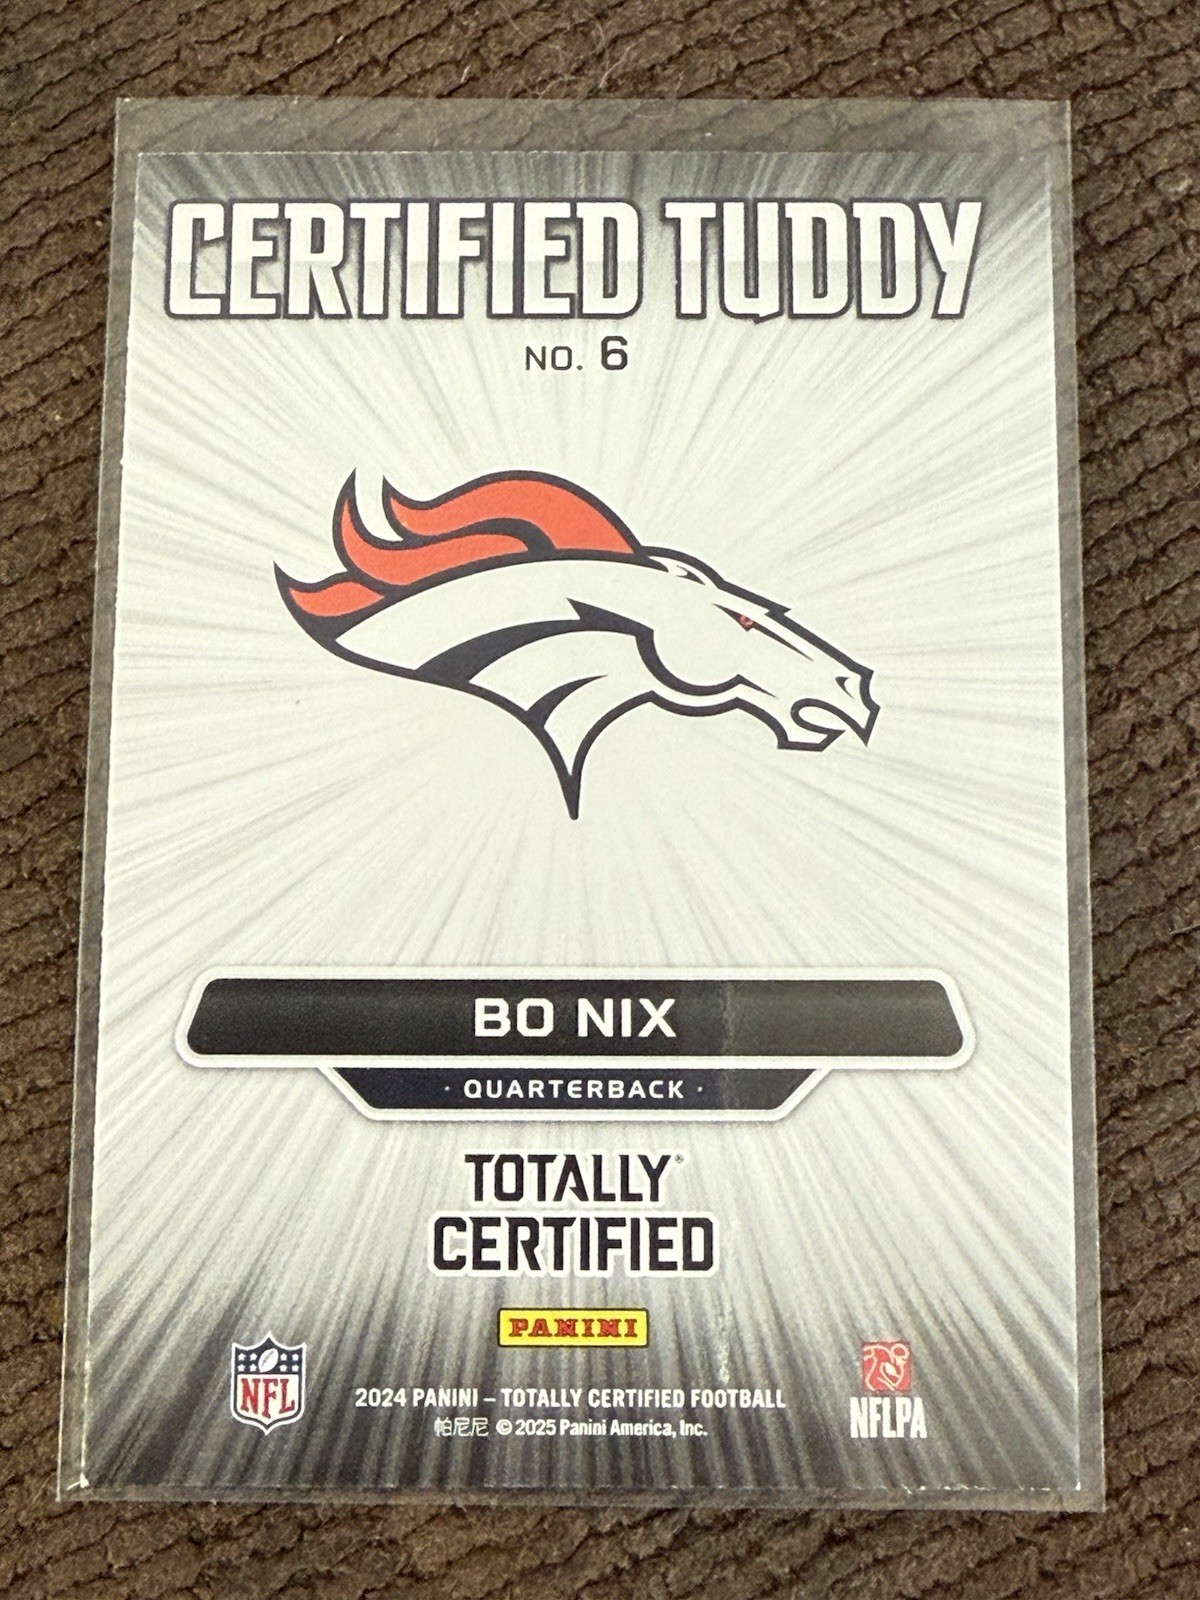 CERTIFIED TUDDY
NO. 6
BO NIX
· QUARTERBACK ·
TOTALLY®
CERTIFIED
PANINI
NFL
2024 PANINI – TOTALLY CERTIFIED FOOTBALL
帕尼尼 © 2025 Panini America, Inc.
NFLPA